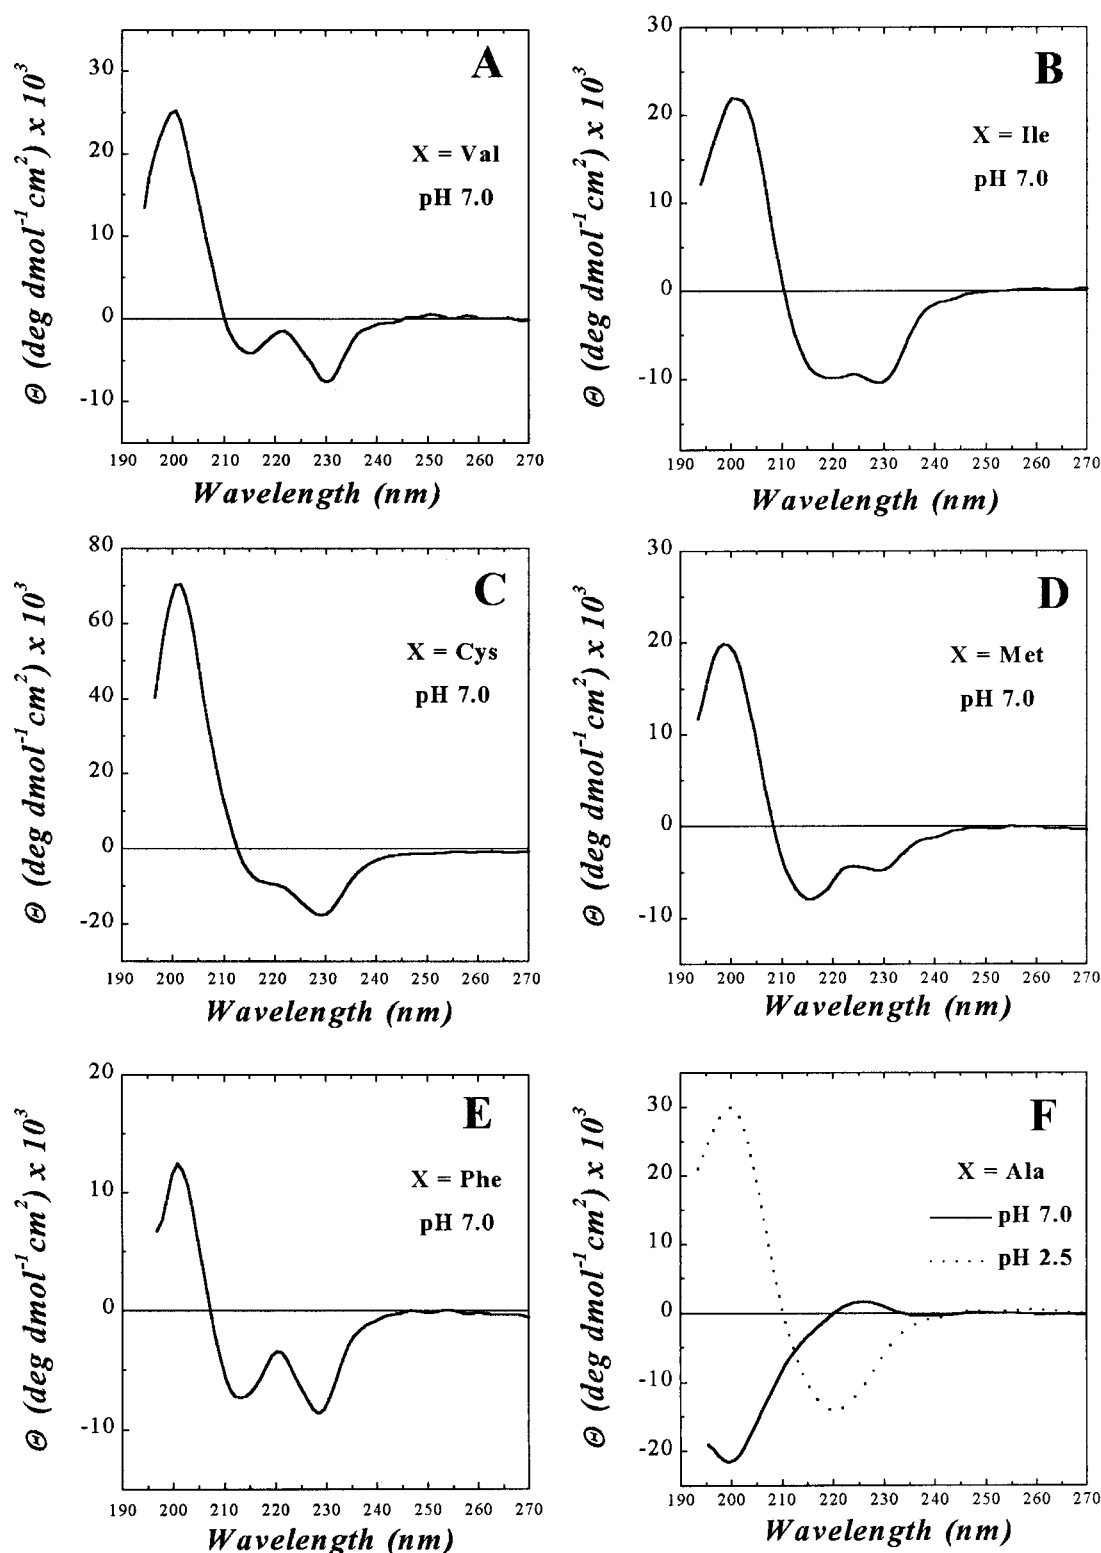 A
X = Val
pH 7.0
Θ (deg dmol⁻¹cm²) x 10³
30
20
10
0
-10
190 200 210 220 230 240 250 260 270
Wavelength (nm)
B
X = Ile
pH 7.0
Θ (deg dmol⁻¹cm²) x 10³
30
20
10
0
-10
190 200 210 220 230 240 250 260 270
Wavelength (nm)
C
X = Cys
pH 7.0
Θ (deg dmol⁻¹cm²) x 10³
80
60
40
20
0
-20
190 200 210 220 230 240 250 260 270
Wavelength (nm)
D
X = Met
pH 7.0
Θ (deg dmol⁻¹cm²) x 10³
30
20
10
0
-10
190 200 210 220 230 240 250 260 270
Wavelength (nm)
E
X = Phe
pH 7.0
Θ (deg dmol⁻¹cm²) x 10³
20
10
0
-10
190 200 210 220 230 240 250 260 270
Wavelength (nm)
F
X = Ala
pH 7.0
pH 2.5
Θ (deg dmol⁻¹cm²) x 10³
30
20
10
0
-10
-20
190 200 210 220 230 240 250 260 270
Wavelength (nm)